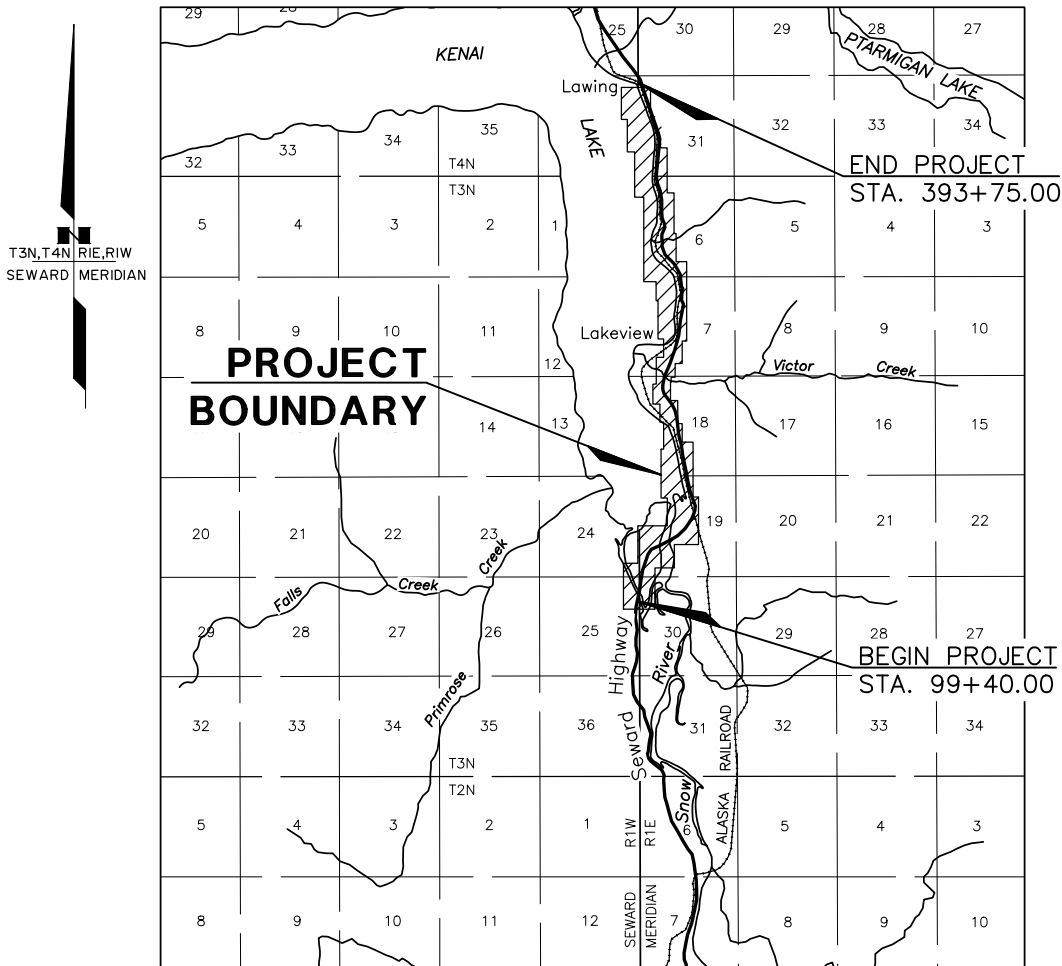 29 28 25 30 29 28 27
KENAI
PTARMIGAN LAKE
Lawing
LAKE
32 33 34 35 31 32 33 34
T4N
T3N
END PROJECT
STA. 393+75.00
5 4 3 2 1 6 5 4 3
N
T3N,T4N R1E,R1W
SEWARD MERIDIAN
8 9 10 11 12 7 8 9 10
Lakeview
Victor Creek
PROJECT
BOUNDARY
14 13 18 17 16 15
20 21 22 23 24 19 20 21 22
Creek
Falls
Creek
29 28 27 26 25 30 29 28 27
Highway
River
BEGIN PROJECT
STA. 99+40.00
Primrose
32 33 34 35 36 31 32 33 34
Seward
ALASKA RAILROAD
T3N
T2N
Snow
5 4 3 2 1 6 5 4 3
R1W
R1E
8 9 10 11 12 7 8 9 10
SEWARD
MERIDIAN